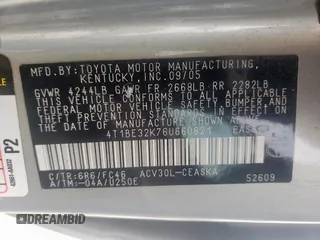 MFD.BY:TOYOTA MOTOR MANUFACTURING,
KENTUCKY, INC.09/05
GVWR 4244LB GAWR FR 2668LB RR 2282LB
THIS VEHICLE CONFORMS TO ALL APPLICABLE
FEDERAL MOTOR VEHICLE SAFETY, BUMPER, AND
THEFT PREVENTION STANDARDS IN EFFECT ON
THE DATE OF MANUFACTURE SHOWN ABOVE.
4T1BE32K76U660821
C/TR:6R6/FC46 ACV30L-CEASKA
A/TM:-04A/U250E S2609
P2